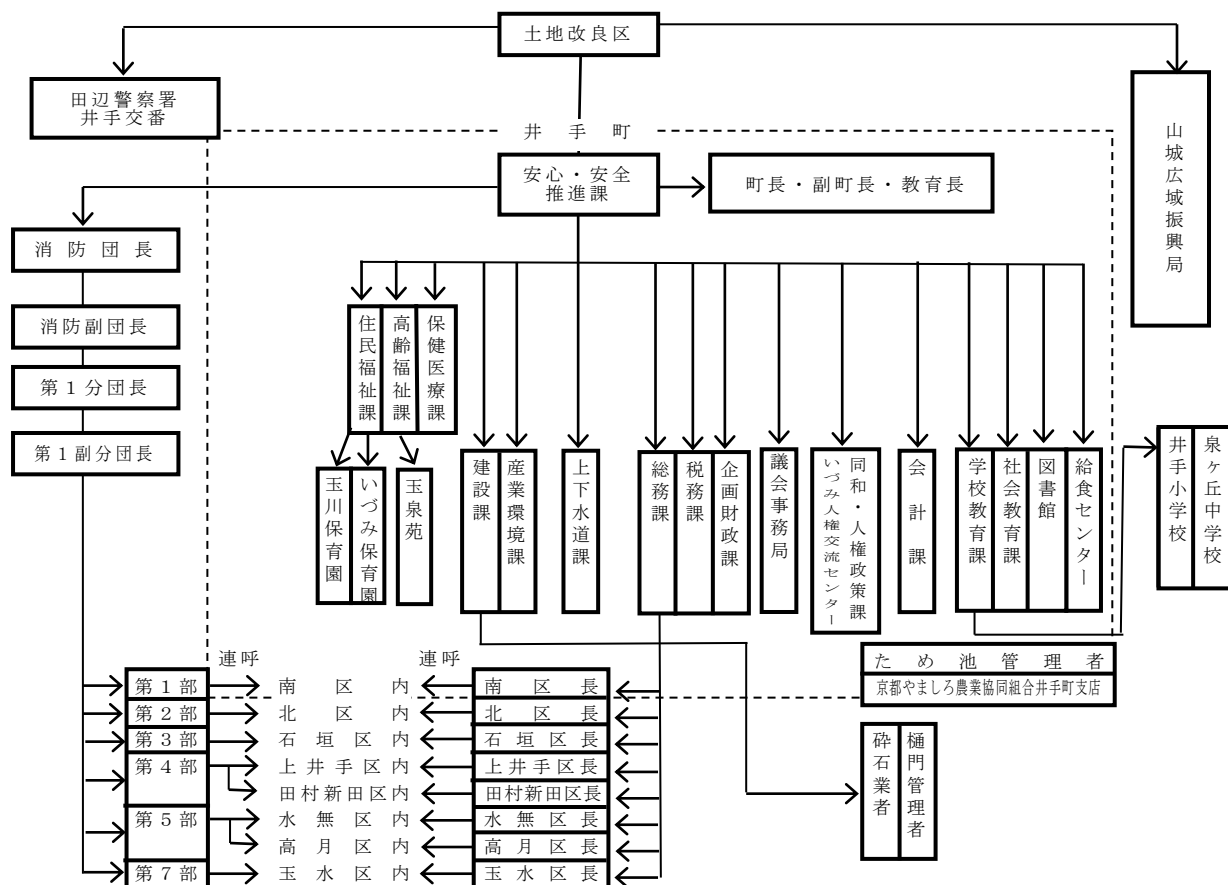 土地改良区
田辺警察署
井手交番
山城広域振興局
井手町
安心・安全
推進課
町長・副町長・教育長
消防団長
消防副団長
第1分団長
第1副分団長
住民福祉課
高齢福祉課
保健医療課
玉川保育園
いづみ保育園
玉泉苑
建設課
産業環境課
上下水道課
総務課
税務課
企画財政課
議会事務局
同和・人権政策課
いづみ人権交流センター
会計課
学校教育課
社会教育課
図書館
給食センター
泉ヶ丘中学校
井手小学校
ため池管理者
京都やましろ農業協同組合井手町支店
樋門管理者
砕石業者
連呼 連呼
第1部 南区内 南区長
第2部 北区内 北区長
第3部 石垣区内 石垣区長
第4部 上井手区内 上井手区長
田村新田区内 田村新田区長
第5部 水無区内 水無区長
高月区内 高月区長
第7部 玉水区内 玉水区長